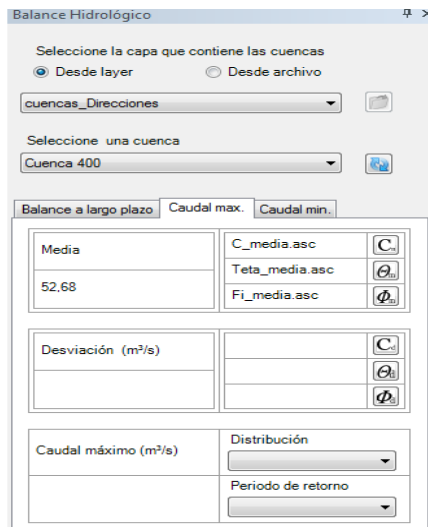 Balance Hidrológico
Seleccione la capa que contiene las cuencas
Desde layer Desde archivo
cuencas_Direcciones
Seleccione una cuenca
Cuenca 400
Balance a largo plazo Caudal max. Caudal min.
Media
52,68
C_media.asc C m
Teta_media.asc Θ m
Fi_media.asc Φ m
Desviación (m³/s)
C d
Θ d
Φ d
Caudal máximo (m³/s)
Distribución
Periodo de retorno